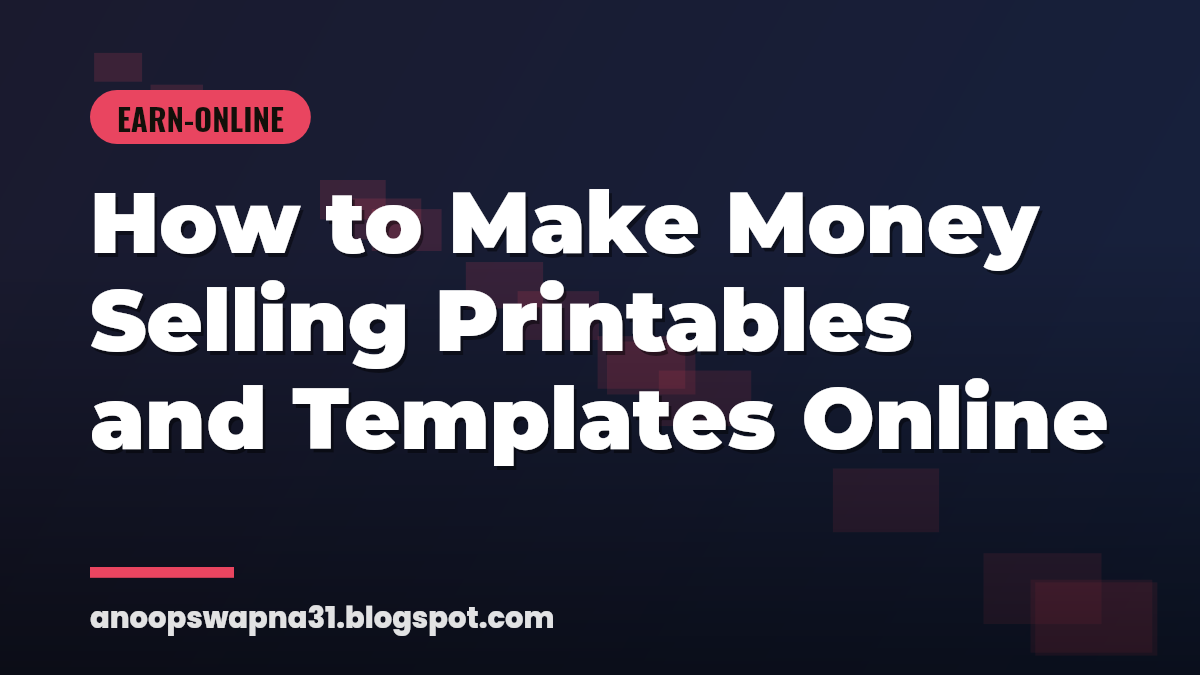 EARN-ONLINE
How to Make Money
Selling Printables
and Templates Online
anoopswapna31.blogspot.com